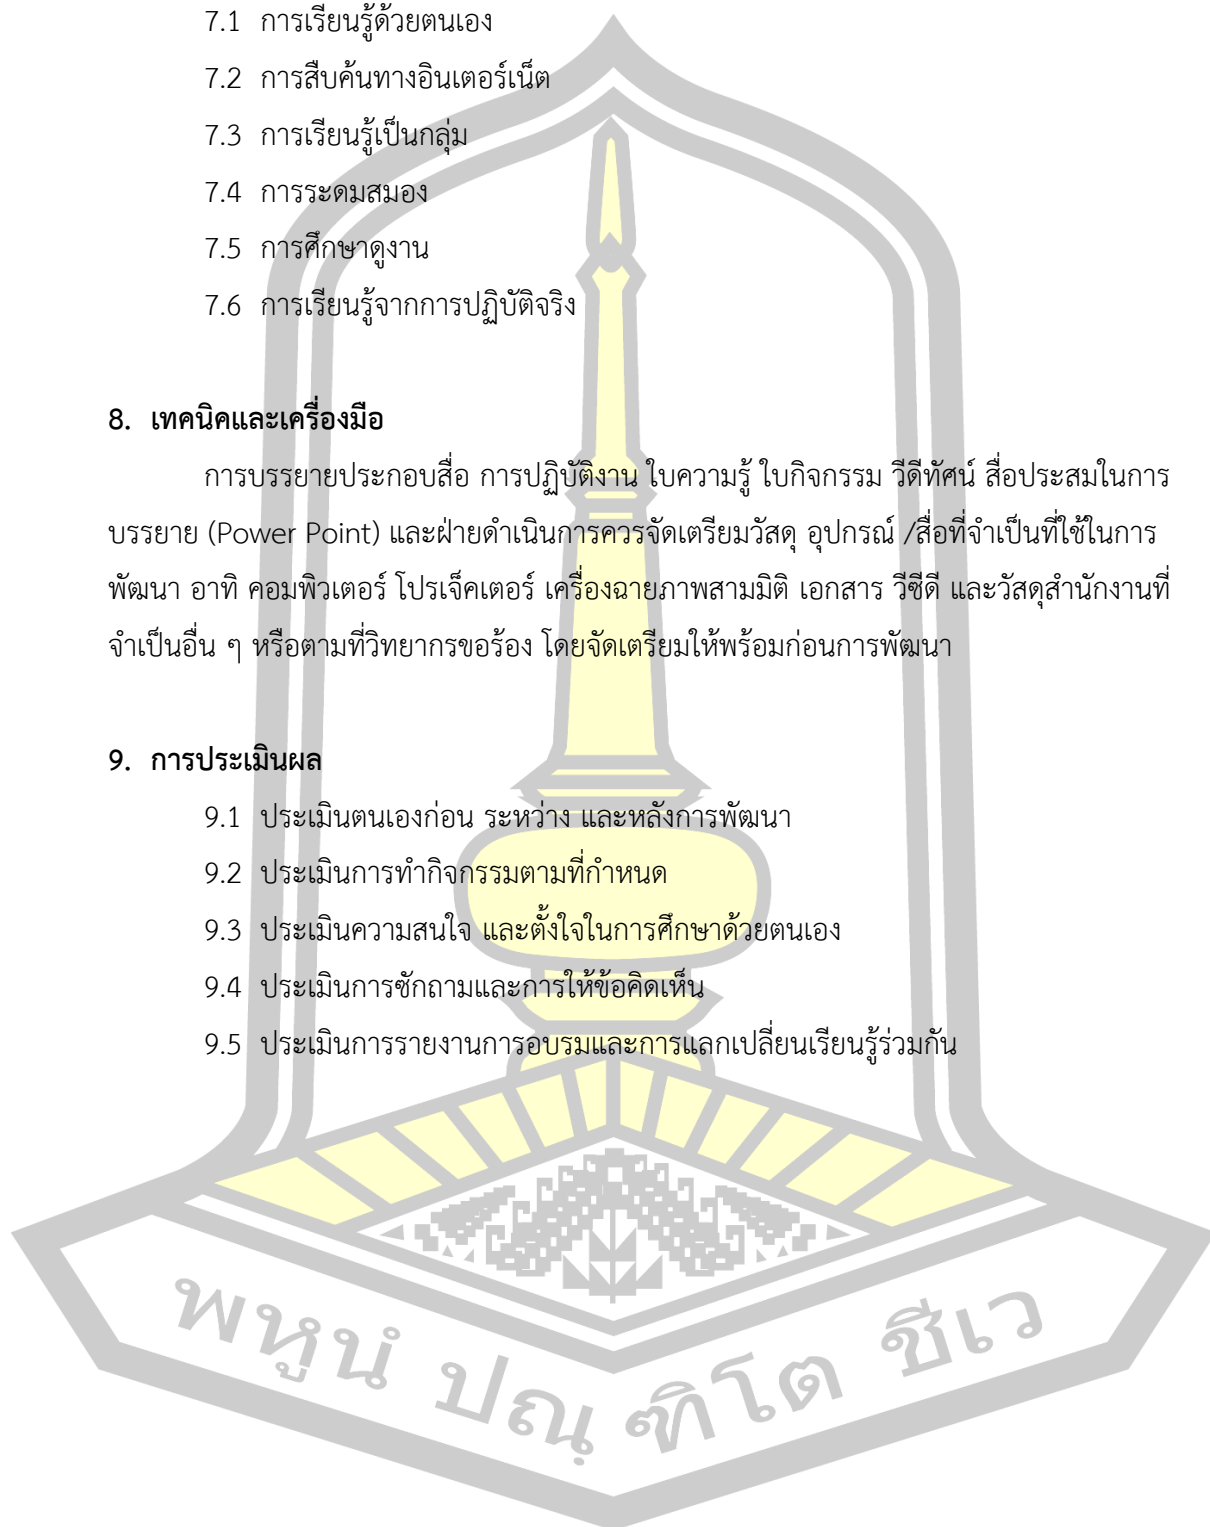 7.1 การเรียนรู้ด้วยตนเอง
7.2 การสืบค้นทางอินเตอร์เน็ต
7.3 การเรียนรู้เป็นกลุ่ม
7.4 การระดมสมอง
7.5 การศึกษาดูงาน
7.6 การเรียนรู้จากการปฏิบัติจริง
8. เทคนิคและเครื่องมือ
การบรรยายประกอบสื่อ การปฏิบัติงาน ใบความรู้ ใบกิจกรรม วีดีทัศน์ สื่อประสมในการ
บรรยาย (Power Point) และฝ่ายดำเนินการควรจัดเตรียมวัสดุ อุปกรณ์ /สื่อที่จำเป็นที่ใช้ในการ
พัฒนา อาทิ คอมพิวเตอร์ โปรเจ็คเตอร์ เครื่องฉายภาพสามมิติ เอกสาร วีซีดี และวัสดุสำนักงานที่
จำเป็นอื่น ๆ หรือตามที่วิทยากรขอร้อง โดยจัดเตรียมให้พร้อมก่อนการพัฒนา
9. การประเมินผล
9.1 ประเมินตนเองก่อน ระหว่าง และหลังการพัฒนา
9.2 ประเมินการทำกิจกรรมตามที่กำหนด
9.3 ประเมินความสนใจ และตั้งใจในการศึกษาด้วยตนเอง
9.4 ประเมินการซักถามและการให้ข้อคิดเห็น
9.5 ประเมินการรายงานการอบรมและการแลกเปลี่ยนเรียนรู้ร่วมกัน
พหูนํ ปณฺฑิโต ชีเว